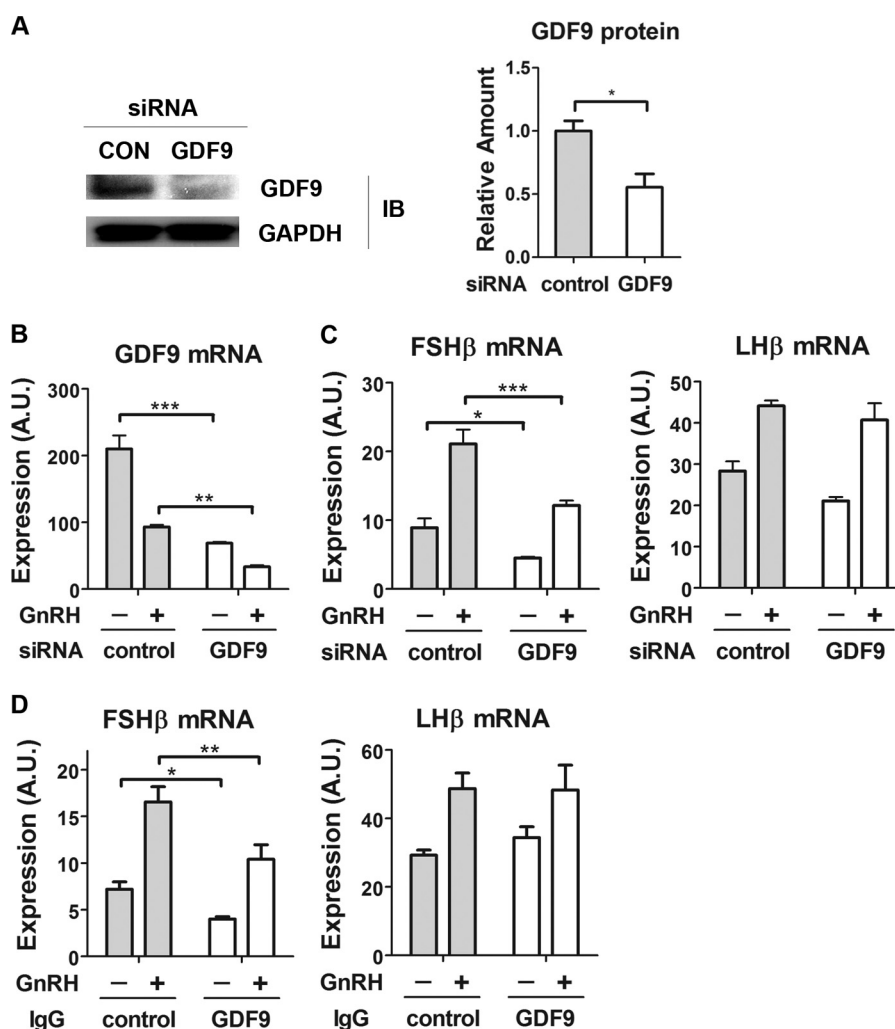 A
siRNA
CON GDF9
GDF9
GAPDH
IB
GDF9 protein
Relative Amount
1.5
1.0
0.5
0.0
*
siRNA control GDF9
B
GDF9 mRNA
Expression (A.U.)
300
200
100
0
***
**
GnRH − + − +
siRNA control GDF9
C
FSHβ mRNA
Expression (A.U.)
30
20
10
0
***
*
GnRH − + − +
siRNA control GDF9
LHβ mRNA
Expression (A.U.)
50
40
30
20
10
0
GnRH − + − +
siRNA control GDF9
D
FSHβ mRNA
Expression (A.U.)
20
15
10
5
0
**
*
GnRH − + − +
IgG control GDF9
LHβ mRNA
Expression (A.U.)
60
40
20
0
GnRH − + − +
IgG control GDF9